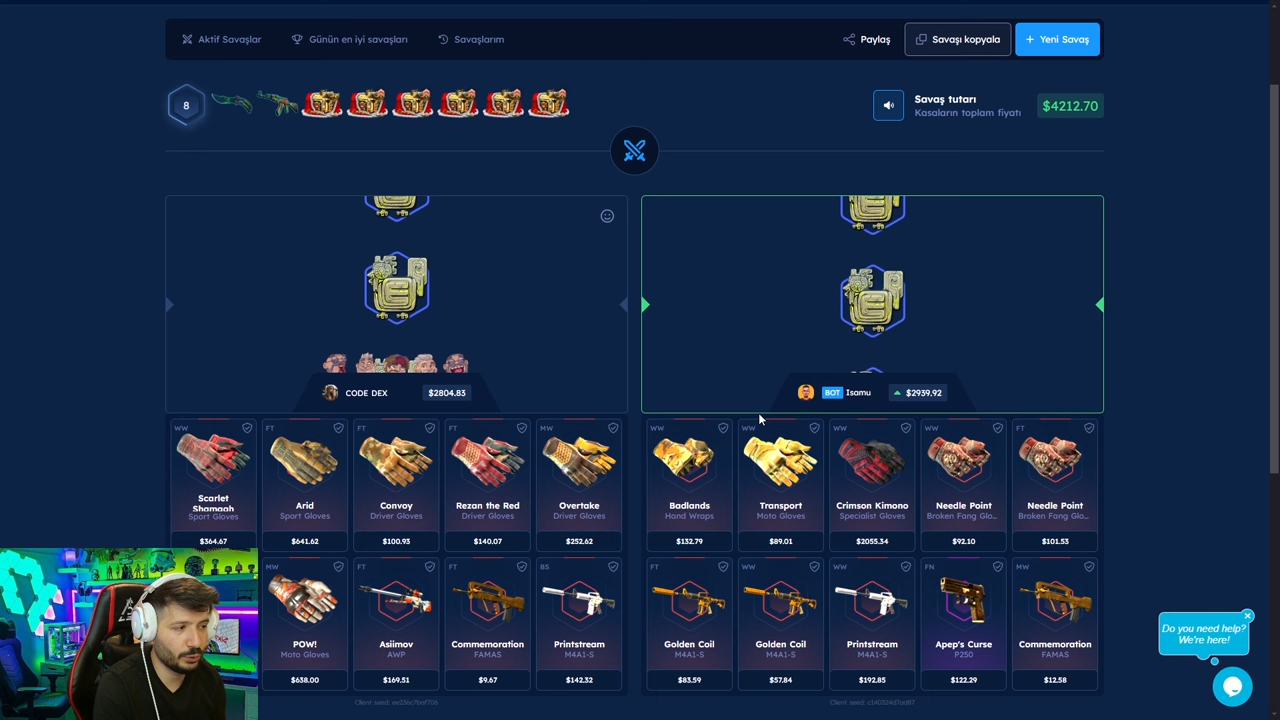 Aktif Savaşlar
Günün en iyi savaşları
Savaşlarım
Paylaş
Savaşı kopyala
+ Yeni Savaş
8
Savaş tutarı
Kasaların toplam fiyatı
$4212.70
CODE DEX
$2804.83
BOT Isamu
$2939.92
WW
FT
FT
FT
MW
Scarlet Shamagh
Arid
Convoy
Rezan the Red
Overtake
Sport Gloves
Sport Gloves
Driver Gloves
Driver Gloves
Driver Gloves
$364.67
$641.62
$100.93
$140.07
$252.62
WW
WW
WW
WW
FT
Badlands
Transport
Crimson Kimono
Needle Point
Needle Point
Hand Wraps
Moto Gloves
Specialist Gloves
Broken Fang Glo...
Broken Fang Glo...
$132.79
$89.01
$2055.34
$92.10
$101.53
MW
FT
FT
BS
POW!
Asiimov
Commemoration
Printstream
Moto Gloves
AWP
FAMAS
M4A1-S
$638.00
$169.51
$9.67
$142.32
FT
WW
WW
FN
MW
Golden Coil
Golden Coil
Printstream
Apep's Curse
Commemoration
M4A1-S
M4A1-S
M4A1-S
P250
FAMAS
$83.59
$57.84
$192.85
$122.29
$12.58
Do you need help?
We're here!